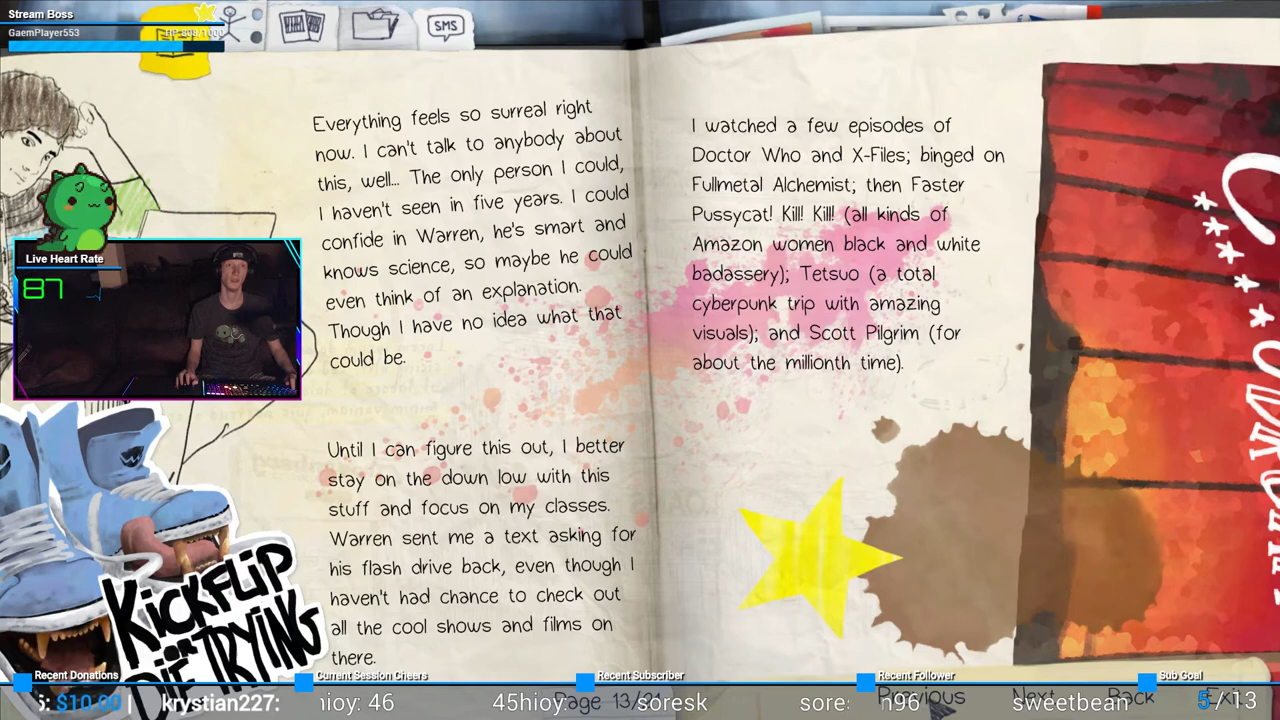 Stream Boss
GaemPlayer553
SMS
Everything feels so surreal right
now. I can't talk to anybody about
this, well... The only person I could,
I haven't seen in five years. I could
confide in Warren, he's smart and
knows science, so maybe he could
even think of an explanation.
Though I have no idea what that
could be.
Until I can figure this out, I better
stay on the down low with this
stuff and focus on my classes.
Warren sent me a text asking for
his flash drive back, even though I
haven't had chance to check out
all the cool shows and films on
there.
I watched a few episodes of
Doctor Who and X-Files; binged on
Fullmetal Alchemist; then Faster
Pussycat! Kill! Kill! (all kinds of
Amazon women black and white
badassery); Tetsuo (a total
cyberpunk trip with amazing
visuals); and Scott Pilgrim (for
about the millionth time).
Live Heart Rate
87
KICKFLIP
OR
DIE TRYING
Recent Donations
Current Session Cheers
Recent Subscriber
Recent Follower
Sub Goal
$10.00 | krystian227:
hioy: 46
45hioy:
soresk
sore:
n96
sweetbean
5 / 13
Page 13/
Previous
Next
Back
Exit